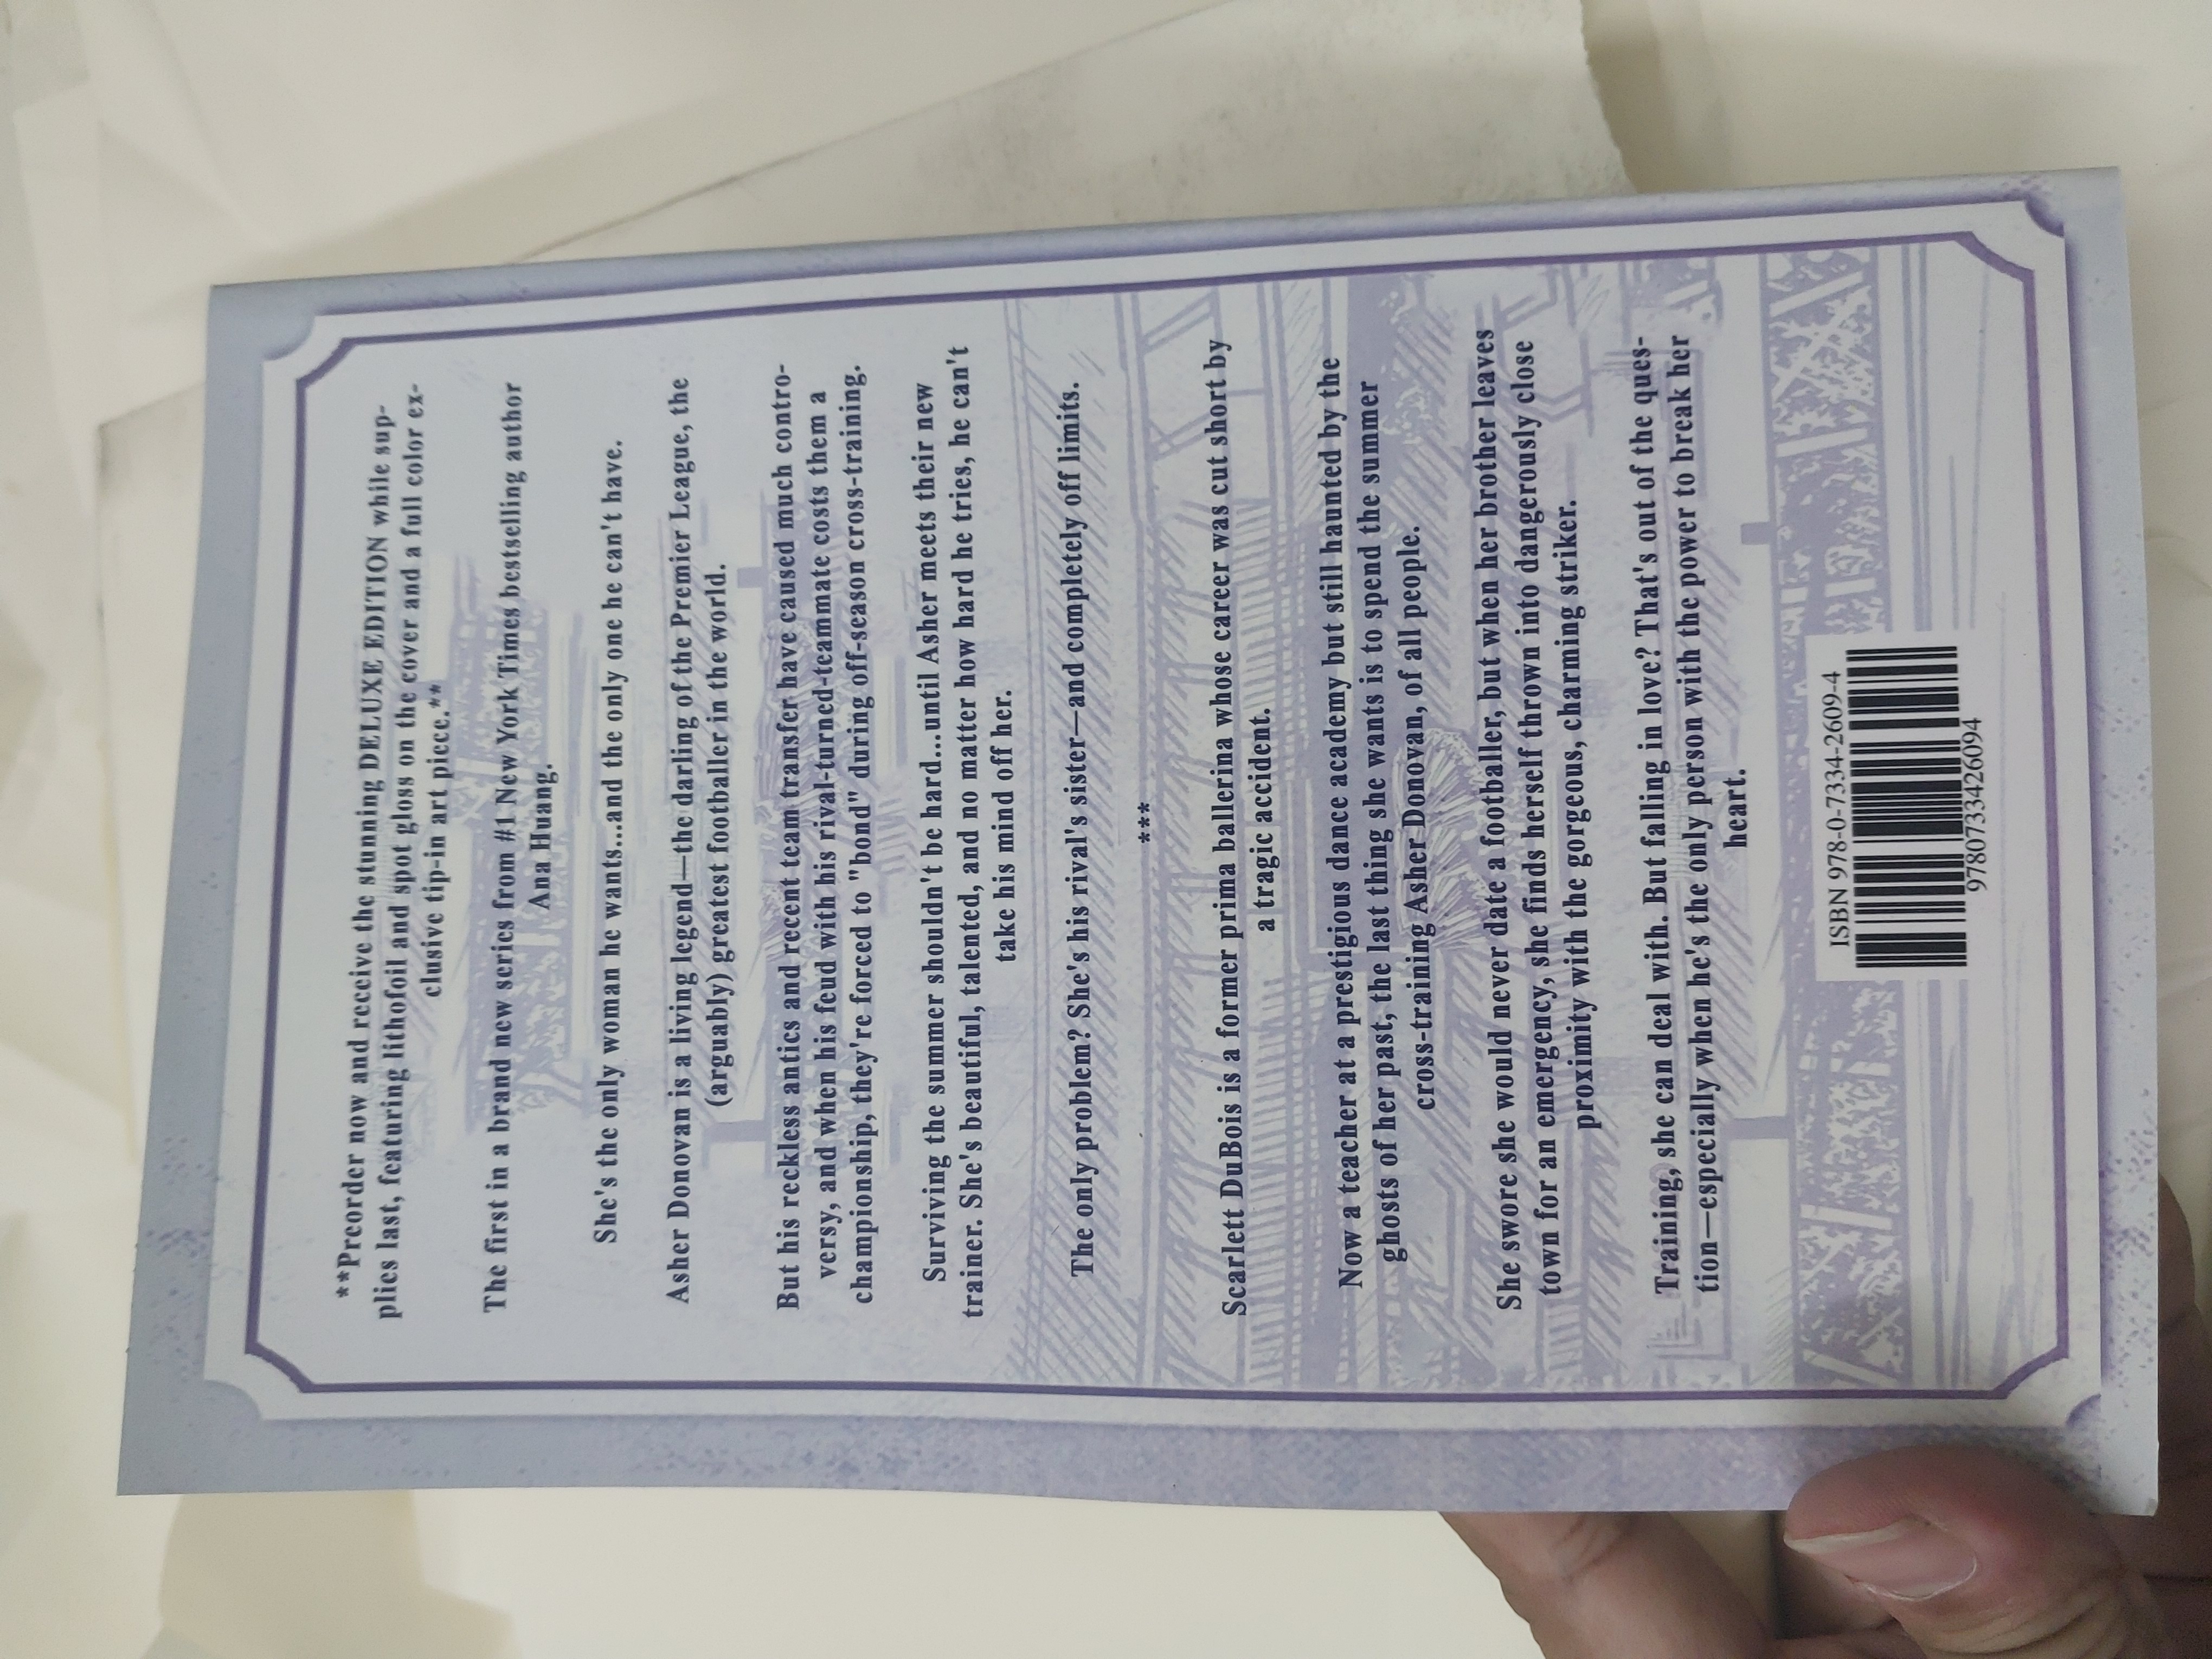 **Preorder now and receive the stunning DELUXE EDITION while sup-
plies last, featuring lithofoil and spot gloss on the cover and a full color ex-
clusive tip-in art piece.**
The first in a brand new series from #1 New York Times bestselling author
Ana Huang.
She's the only woman he wants...and the only one he can't have.
Asher Donovan is a living legend—the darling of the Premier League, the
(arguably) greatest footballer in the world.
But his reckless antics and recent team transfer have caused much contro-
versy, and when his feud with his rival-turned-teammate costs them a
championship, they're forced to "bond" during off-season cross-training.
Surviving the summer shouldn't be hard...until Asher meets their new
trainer. She's beautiful, talented, and no matter how hard he tries, he can't
take his mind off her.
The only problem? She's his rival's sister—and completely off limits.
***
Scarlett DuBois is a former prima ballerina whose career was cut short by
a tragic accident.
Now a teacher at a prestigious dance academy but still haunted by the
ghosts of her past, the last thing she wants is to spend the summer
cross-training Asher Donovan, of all people.
She swore she would never date a footballer, but when her brother leaves
town for an emergency, she finds herself thrown into dangerously close
proximity with the gorgeous, charming striker.
Training, she can deal with. But falling in love? That's out of the ques-
tion—especially when he's the only person with the power to break her
heart.
ISBN 978-0-7334-2609-4
9780733426094